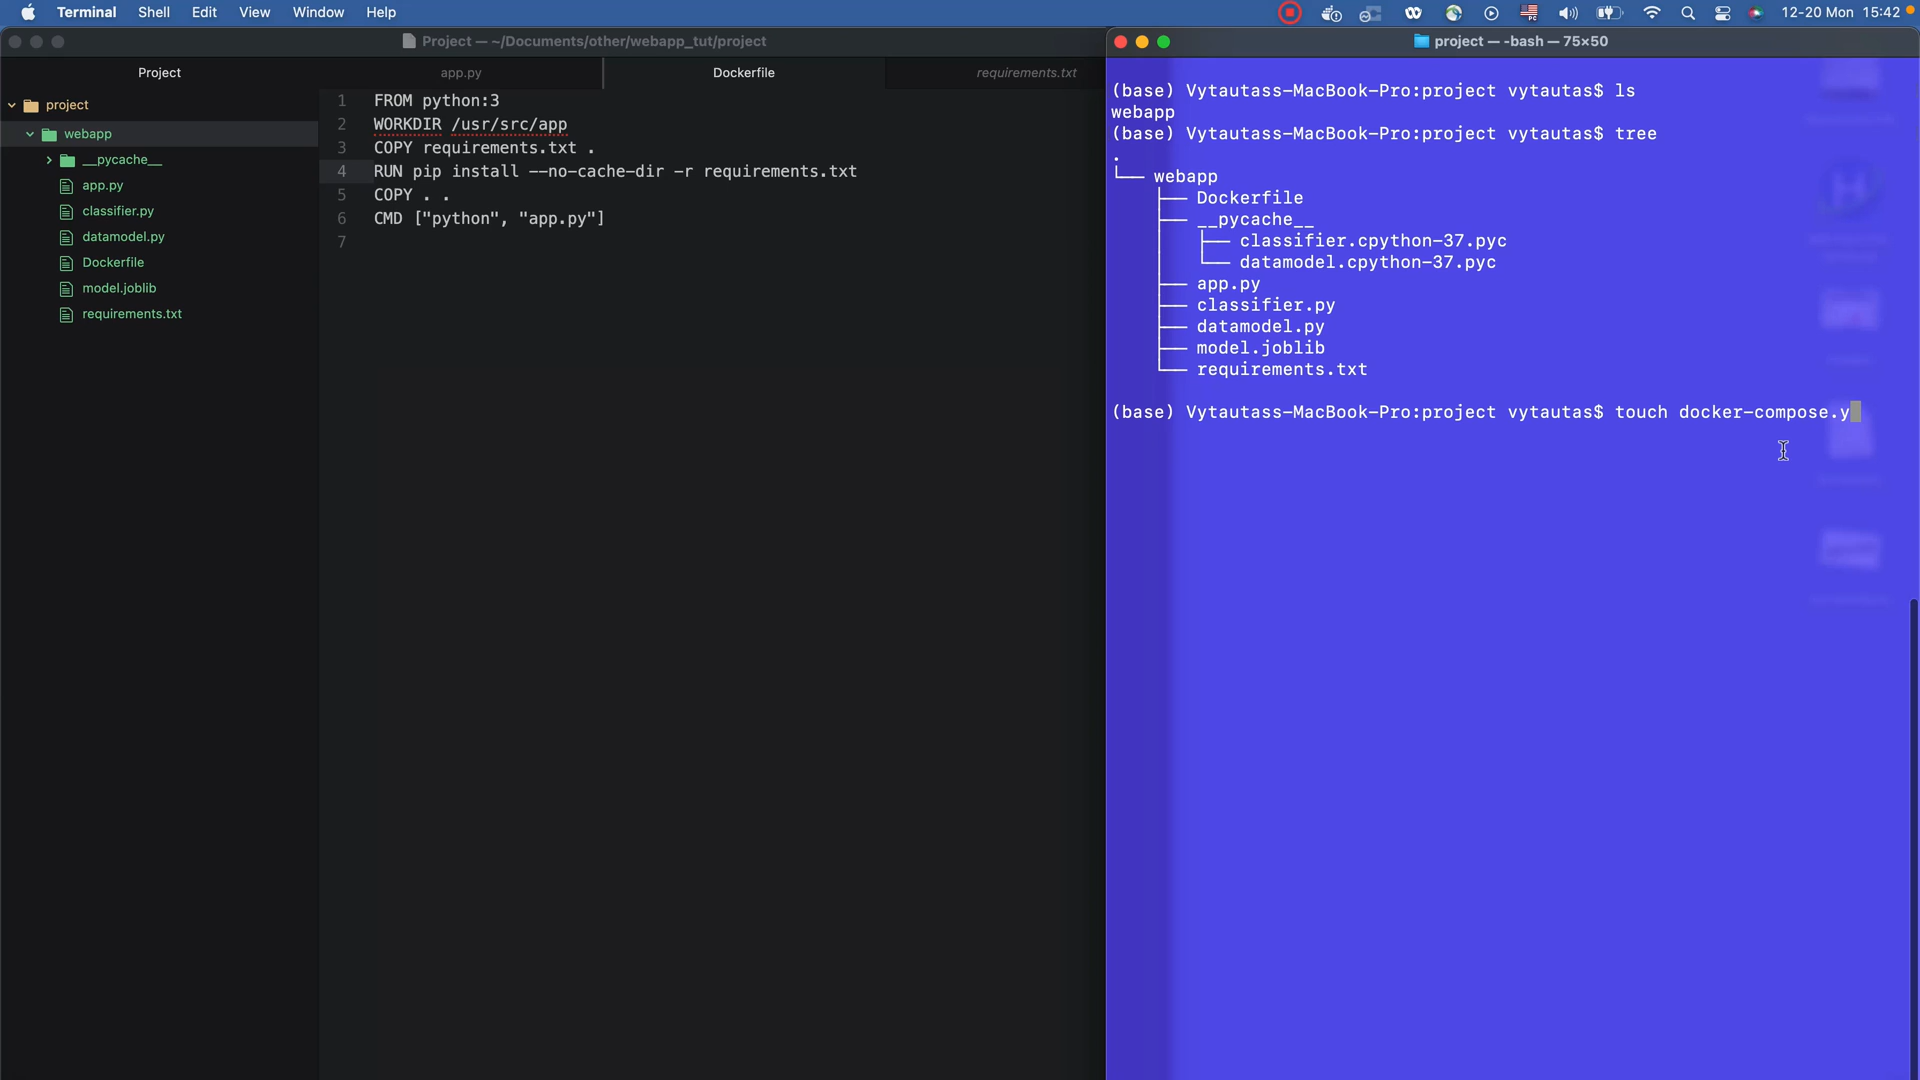 Terminal Shell Edit View Window Help 12-20 Mon 15:42
Project — ~/Documents/other/webapp_tut/project
Project
app.py
Dockerfile
requirements.txt
project
webapp
__pycache__
app.py
classifier.py
datamodel.py
Dockerfile
model.joblib
requirements.txt
1 FROM python:3
2 WORKDIR /usr/src/app
3 COPY requirements.txt .
4 RUN pip install --no-cache-dir -r requirements.txt
5 COPY . .
6 CMD ["python", "app.py"]
7
project — -bash — 75×50
(base) Vytautass-MacBook-Pro:project vytautas$ ls
webapp
(base) Vytautass-MacBook-Pro:project vytautas$ tree
.
└── webapp
    ├── Dockerfile
    ├── __pycache__
    │   ├── classifier.cpython-37.pyc
    │   └── datamodel.cpython-37.pyc
    ├── app.py
    ├── classifier.py
    ├── datamodel.py
    ├── model.joblib
    └── requirements.txt
(base) Vytautass-MacBook-Pro:project vytautas$ touch docker-compose.y